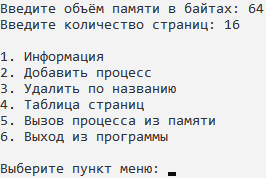 Введите объём памяти в байтах: 64
Введите количество страниц: 16
1. Информация
2. Добавить процесс
3. Удалить по названию
4. Таблица страниц
5. Вызов процесса из памяти
6. Выход из программы
Выберите пункт меню: